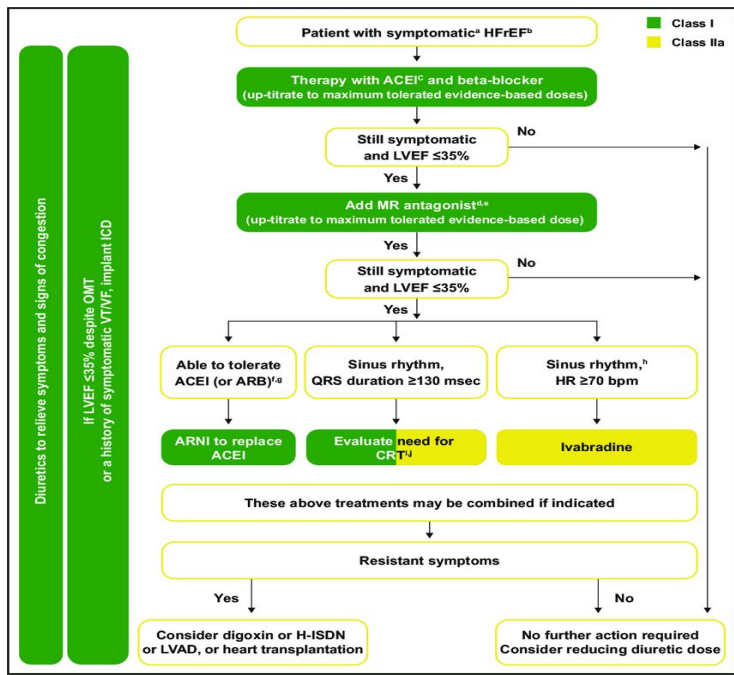 Class I
Class IIa
Patient with symptomaticᵃ HFrEFᵇ
Therapy with ACEIᶜ and beta-blocker
(up-titrate to maximum tolerated evidence-based doses)
Still symptomatic
and LVEF ≤35%
No
Yes
Add MR antagonistᵈ,ᵉ
(up-titrate to maximum tolerated evidence-based dose)
Yes
Still symptomatic
and LVEF ≤35%
No
Yes
Able to tolerate
ACEI (or ARB)ᶠ,ᵍ
Sinus rhythm,
QRS duration ≥130 msec
Sinus rhythm,ʰ
HR ≥70 bpm
ARNI to replace
ACEI
Evaluate need for
CRTⁱ,ʲ
Ivabradine
These above treatments may be combined if indicated
Resistant symptoms
Yes
No
Consider digoxin or H-ISDN
or LVAD, or heart transplantation
No further action required
Consider reducing diuretic dose
Diuretics to relieve symptoms and signs of congestion
If LVEF ≤35% despite OMT
or a history of symptomatic VT/VF, implant ICD